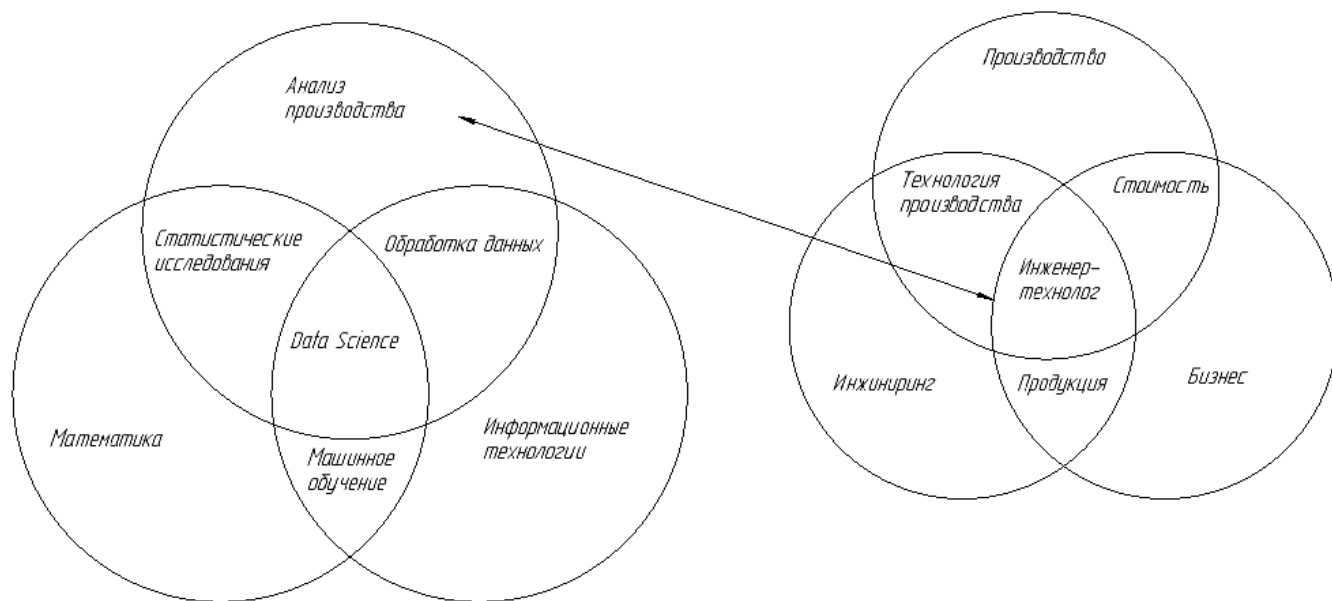 Анализ
производства
Статистические
исследования
Обработка данных
Data Science
Математика
Информационные
технологии
Машинное
обучение
Производство
Технология
производства
Стоимость
Инженер-
технолог
Инжиниринг
Продукция
Бизнес